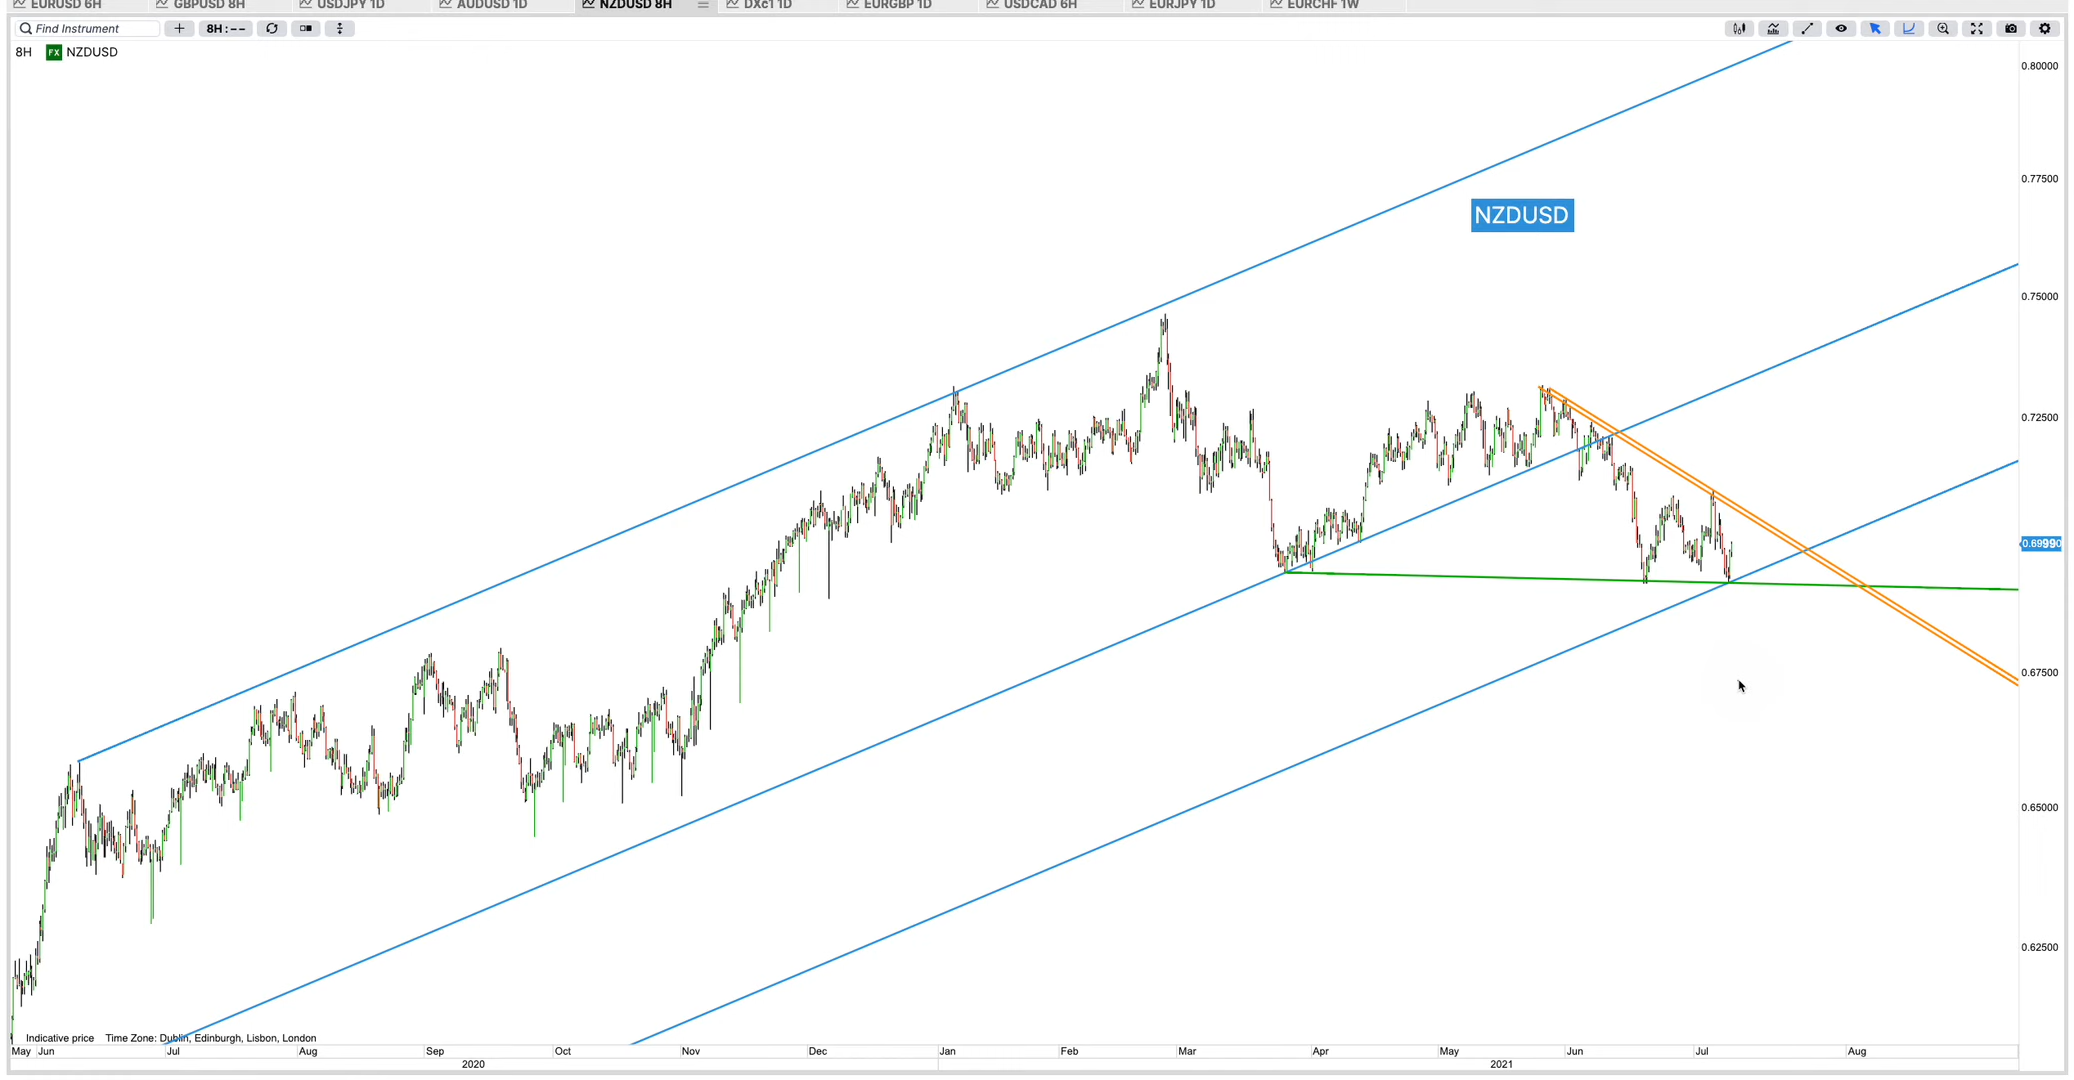 EURUSD 6H GBPUSD 8H USDJPY 1D AUDUSD 1D NZDUSD 8H DXc1 1D EURGBP 1D USDCAD 6H EURJPY 1D EURCHF 1W
Find Instrument 8H : – –
8H FX NZDUSD
0.80000
0.77500
NZDUSD
0.75000
0.72500
0.69990
0.67500
0.65000
0.62500
Indicative price Time Zone: Dublin, Edinburgh, Lisbon, London
May Jun Jul Aug Sep Oct Nov Dec Jan Feb Mar Apr May Jun Jul Aug
2020 2021